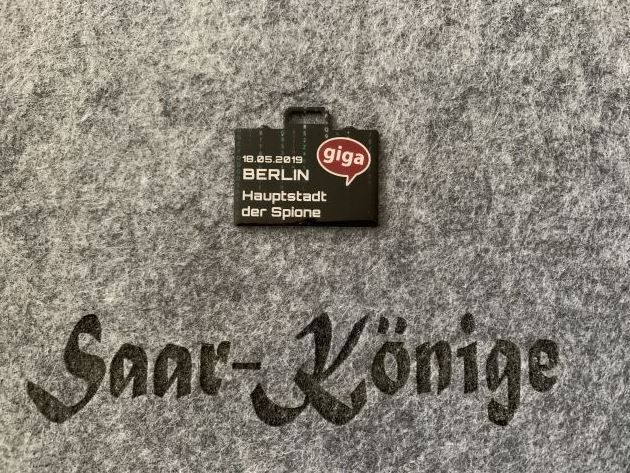 18.05.2019
giga
BERLIN
Hauptstadt
der Spione
Saar-Könige